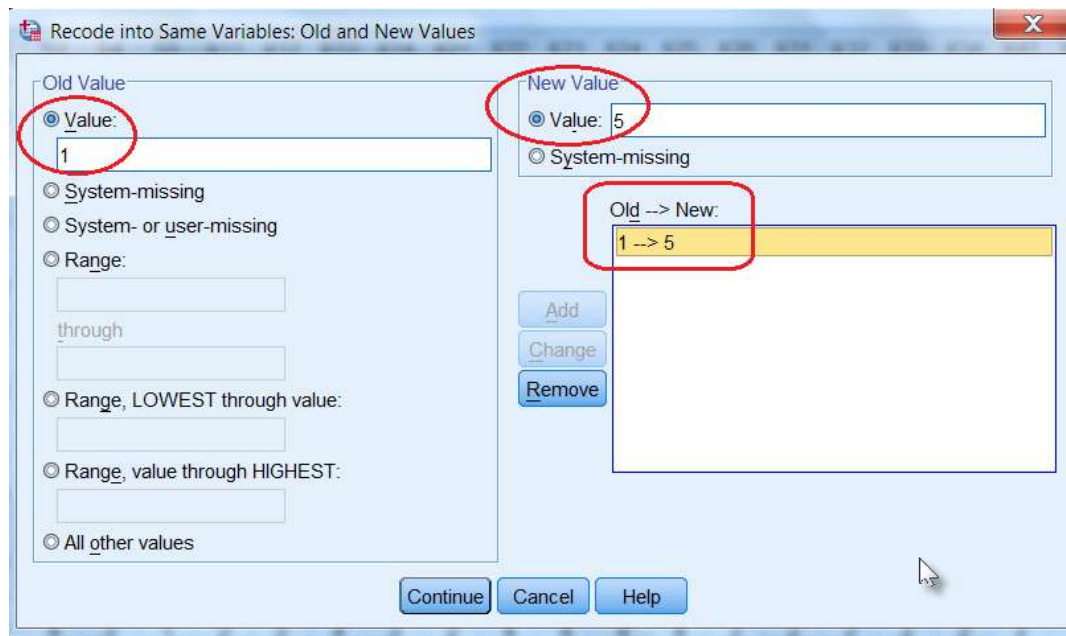 Recode into Same Variables: Old and New Values
X
Old Value
Value:
1
System-missing
System- or user-missing
Range:
through
Range, LOWEST through value:
Range, value through HIGHEST:
All other values
New Value
Value: 5
System-missing
Old --> New:
1 --> 5
Add
Change
Remove
Continue Cancel Help